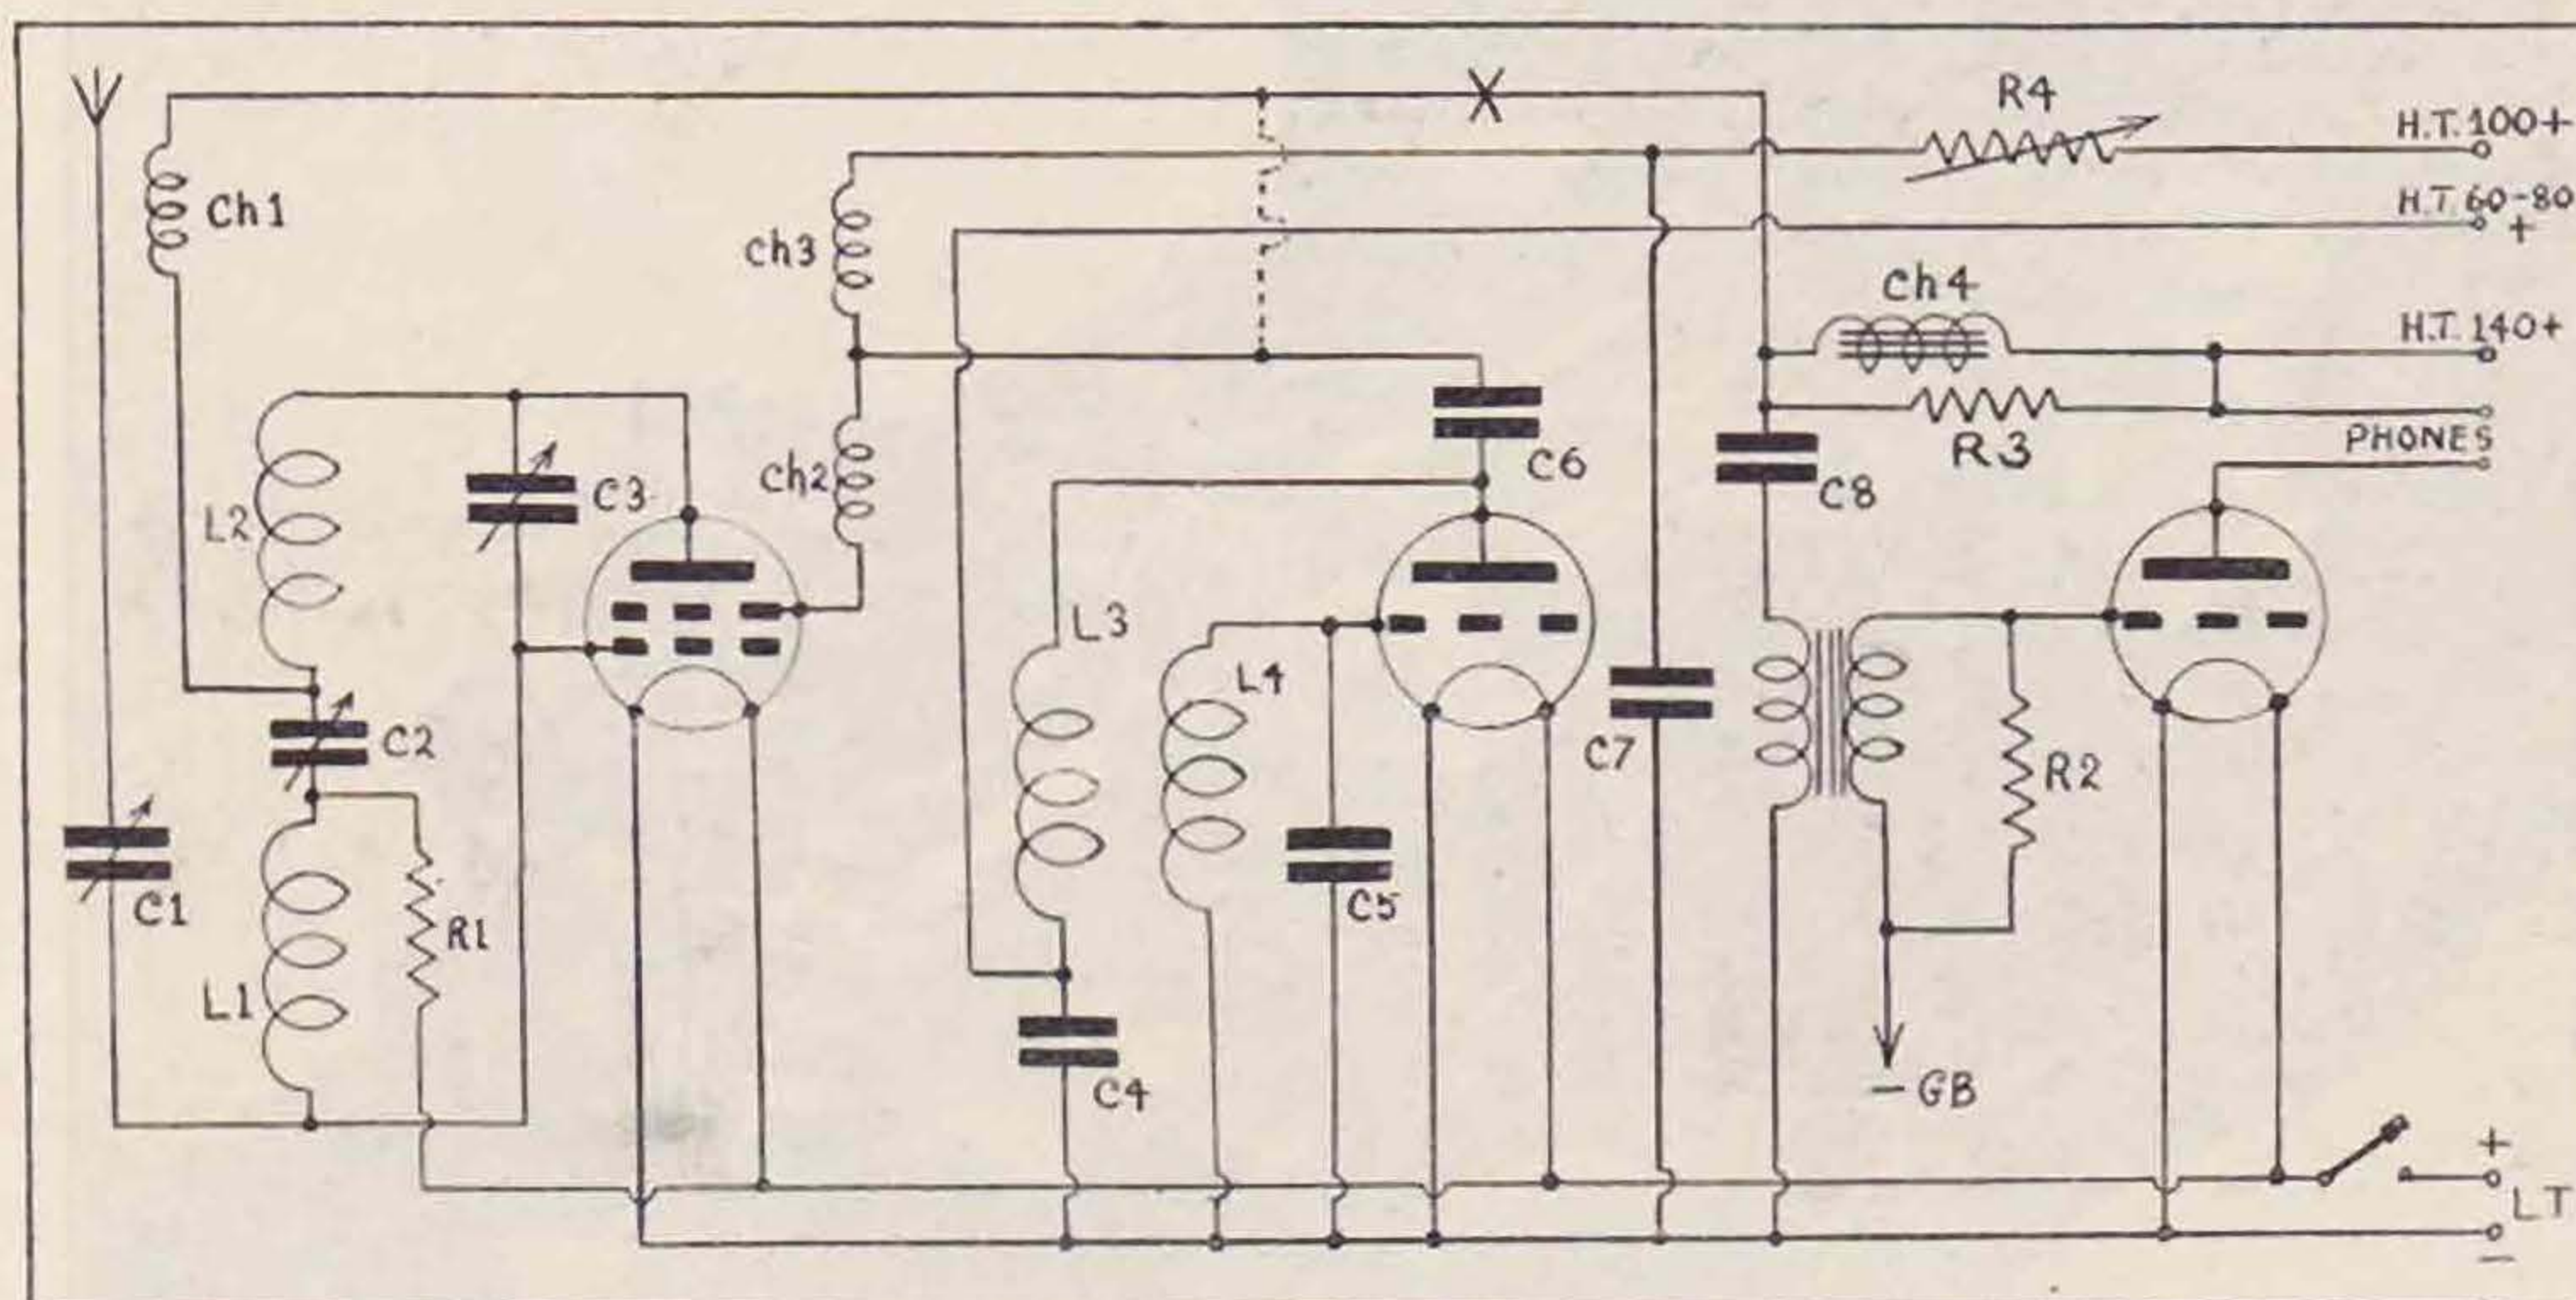 X
R4
H.T. 100+
Ch1
H.T. 60-80
+
Ch3
Ch4
H.T. 140+
Ch2
C6
R3
PHONES
C3
C8
L2
L3
L4
C2
C7
R2
C1
R1
C5
L1
C4
- GB
+
LT
-